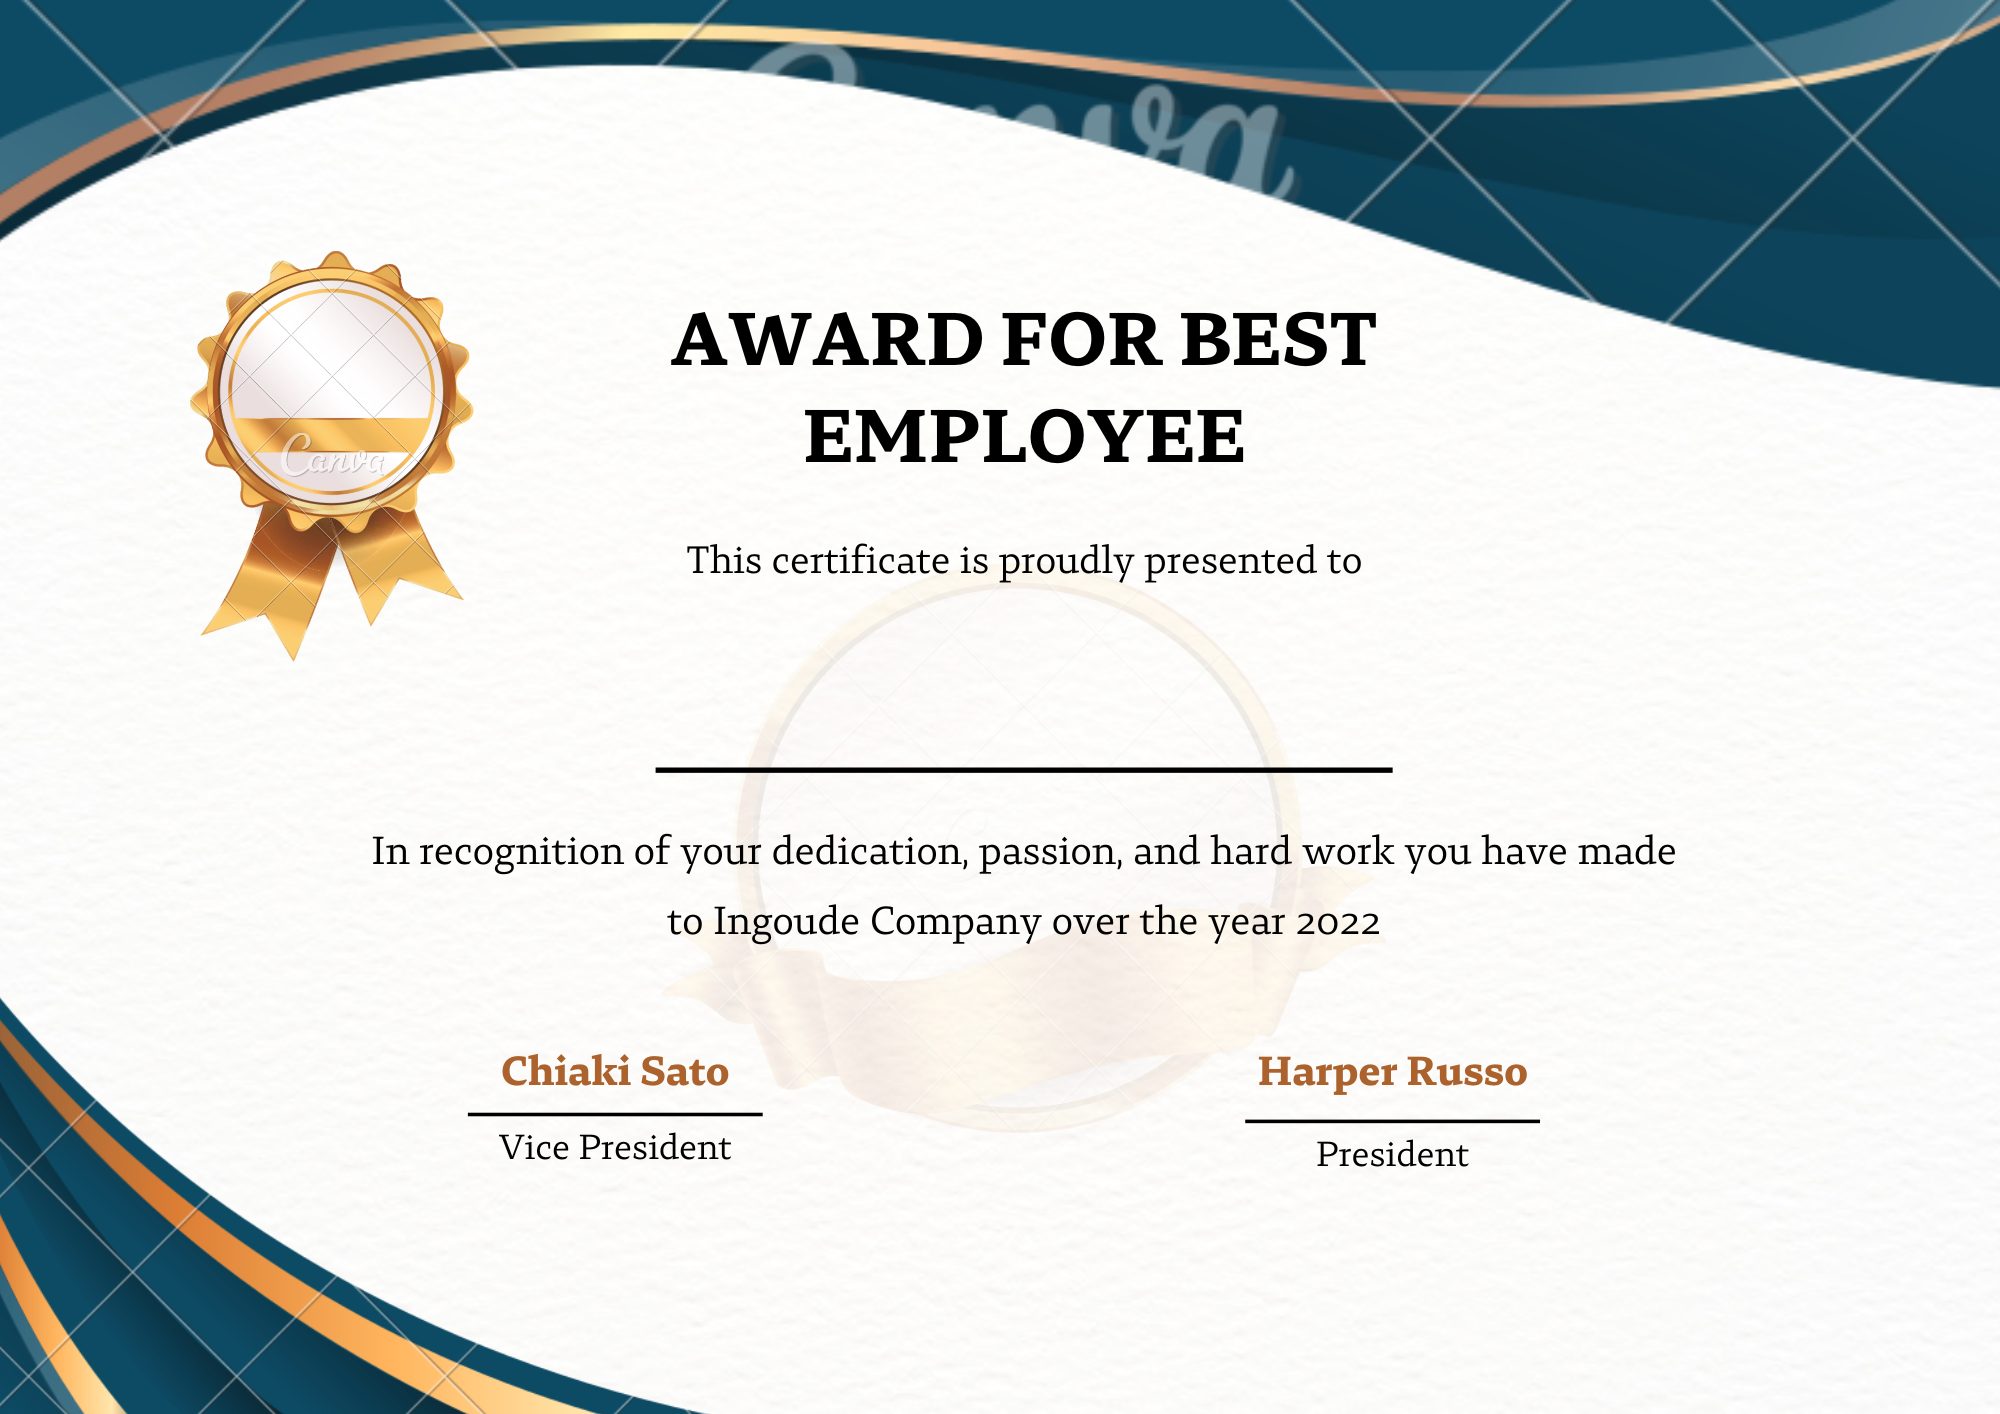 Canva
AWARD FOR BEST
EMPLOYEE
Canva
This certificate is proudly presented to
In recognition of your dedication, passion, and hard work you have made
to Ingoude Company over the year 2022
Chiaki Sato
Vice President
Harper Russo
President